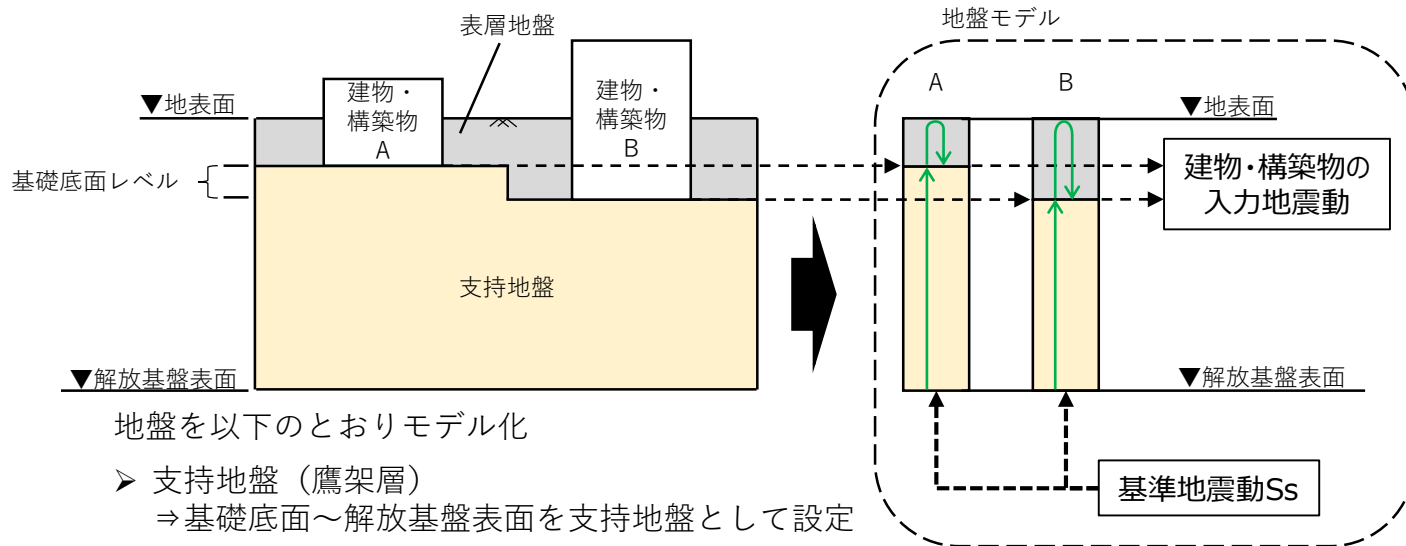 地盤モデル
表層地盤
A
B
▼地表面
▼地表面
建物・
構築物
A
建物・
構築物
B
基礎底面レベル
建物・構築物の
入力地震動
支持地盤
▼解放基盤表面
▼解放基盤表面
地盤を以下のとおりモデル化
➢ 支持地盤（鷹架層）
⇒基礎底面～解放基盤表面を支持地盤として設定
基準地震動Ss